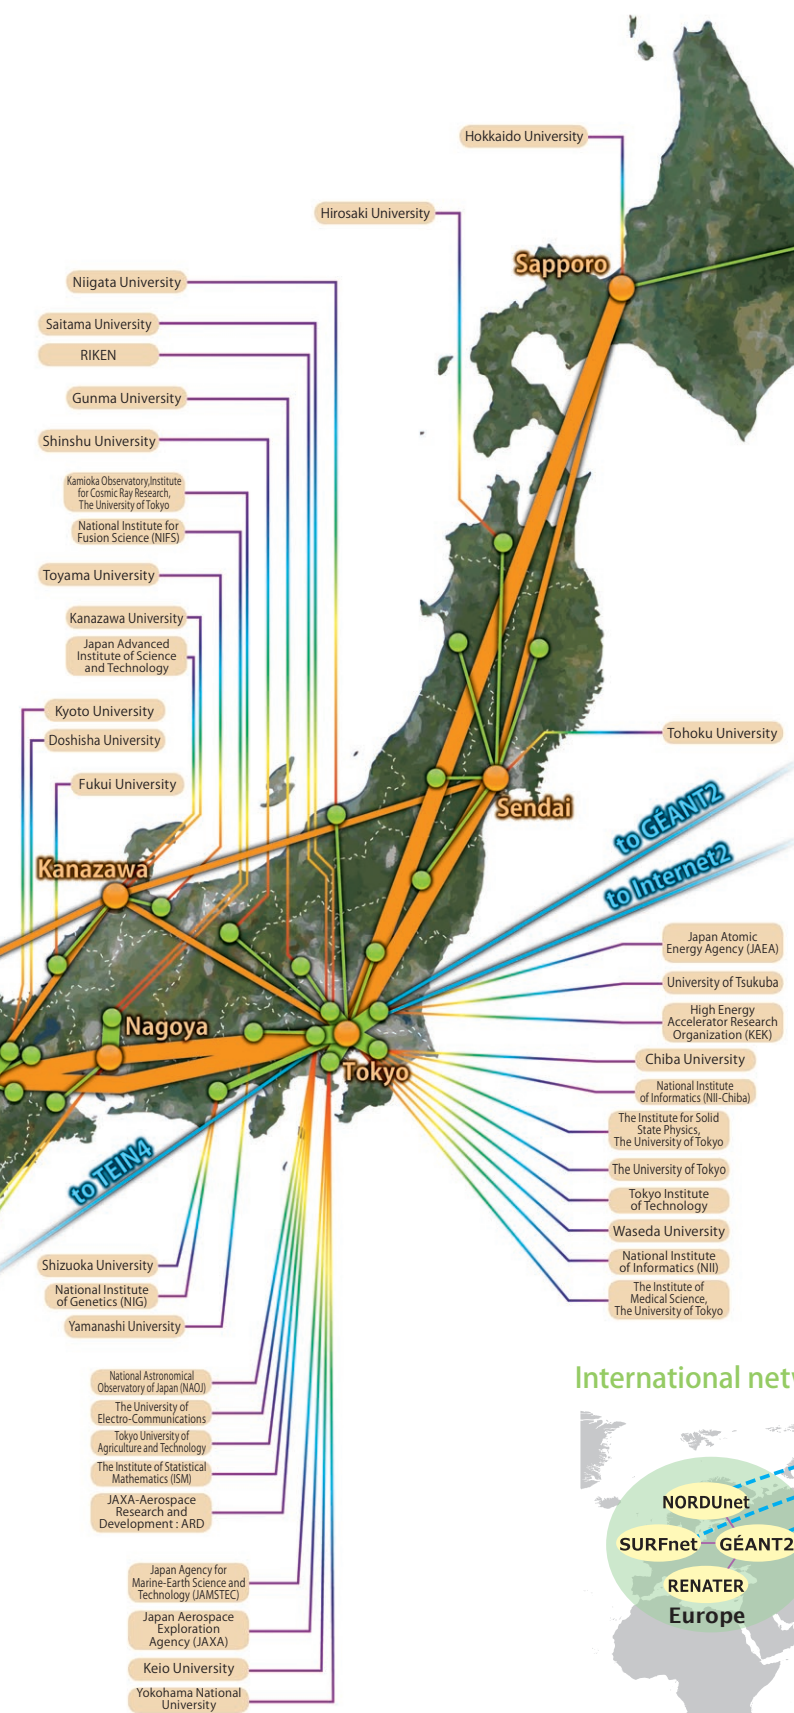 Hokkaido University
Hirosaki University
Sapporo
Niigata University
Saitama University
RIKEN
Gunma University
Shinshu University
Kamioka Observatory,Institute
for Cosmic Ray Research,
The University of Tokyo
National Institute for
Fusion Science (NIFS)
Toyama University
Kanazawa University
Japan Advanced
Institute of Science
and Technology
Kyoto University
Doshisha University
Fukui University
Tohoku University
Sendai
Kanazawa
to GÉANT2
to Internet2
Japan Atomic
Energy Agency (JAEA)
University of Tsukuba
High Energy
Accelerator Research
Organization (KEK)
Nagoya
Tokyo
Chiba University
National Institute
of Informatics (NII-Chiba)
The Institute for Solid
State Physics,
The University of Tokyo
The University of Tokyo
Tokyo Institute
of Technology
Waseda University
National Institute
of Informatics (NII)
The Institute of
Medical Science,
The University of Tokyo
to TEIN4
Shizuoka University
National Institute
of Genetics (NIG)
Yamanashi University
National Astronomical
Observatory of Japan (NAOJ)
The University of
Electro-Communications
Tokyo University of
Agriculture and Technology
The Institute of Statistical
Mathematics (ISM)
JAXA-Aerospace
Research and
Development : ARD
Japan Agency for
Marine-Earth Science and
Technology (JAMSTEC)
Japan Aerospace
Exploration
Agency (JAXA)
Keio University
Yokohama National
University
International
NORDUnet
SURFnet
GÉANT2
RENATER
Europe